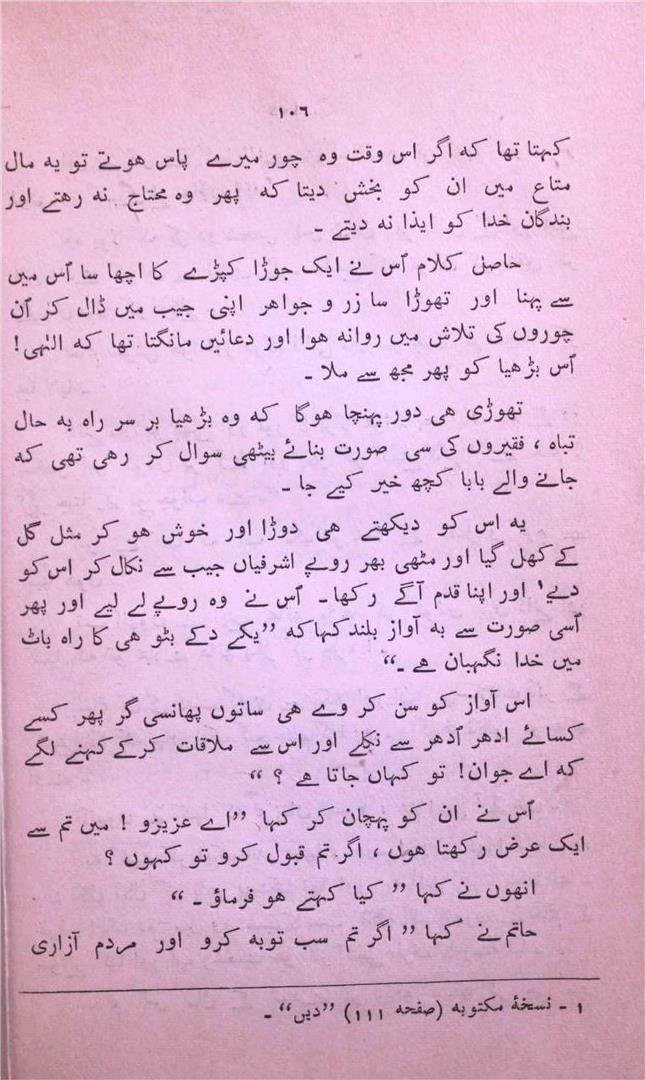 ١٠٦
کہتا تھا کہ اگر اس وقت وہ چور میرے پاس ہوتے تو یہ مال
متاع میں ان کو بخش دیتا کہ پھر وہ محتاج نہ رہتے اور
بندگان خدا کو ایذا نہ دیتے ۔
حاصل کلام اُس نے ایک جوڑا کپڑے کا اچھا سا اُس میں
سے پہنا اور تھوڑا سا زر و جواہر اپنی جیب میں ڈال کر اُن
چوروں کی تلاش میں روانہ ہوا اور دعائیں مانگتا تھا کہ الٰہی!
اُس بڑھیا کو پھر مجھ سے ملا ۔
تھوڑی ہی دور پہنچا ہوگا کہ وہ بڑھیا بر سر راہ بہ حال
تباہ ، فقیروں کی سی صورت بنائے بیٹھی سوال کر رہی تھی کہ
جانے والے بابا کچھ خیر کیے جا ۔
یہ اس کو دیکھتے ہی دوڑا اور خوش ہو کر مثل گل
کے کھل گیا اور مٹھی بھر روپے اشرفیاں جیب سے نکال کر اس کو
دیے¹ اور اپنا قدم آگے رکھا۔ اُس نے وہ روپے لے لیے اور پھر
اُسی صورت سے بہ آواز بلند کہا کہ ”یکے دکے بٹو ہی کا راہ باٹ
میں خدا نگہبان ہے ۔“
اس آواز کو سن کر وے ہی ساتوں پھانسی گر پھر کسے
کسائے ادھر اُدھر سے نکلے اور اس سے ملاقات کر کے کہنے لگے
کہ اے جوان! تو کہاں جاتا ہے ؟ “
اُس نے ان کو پہچان کر کہا ”اے عزیزو ! میں تم سے
ایک عرض رکھتا ہوں ، اگر تم قبول کرو تو کہوں ؟
انھوں نے کہا ” کیا کہتے ہو فرماؤ ۔ “
حاتم نے کہا ” اگر تم سب توبہ کرو اور مردم آزاری
١ - نسخۂ مکتوبہ (صفحہ ١١١) ”دیں“ ۔